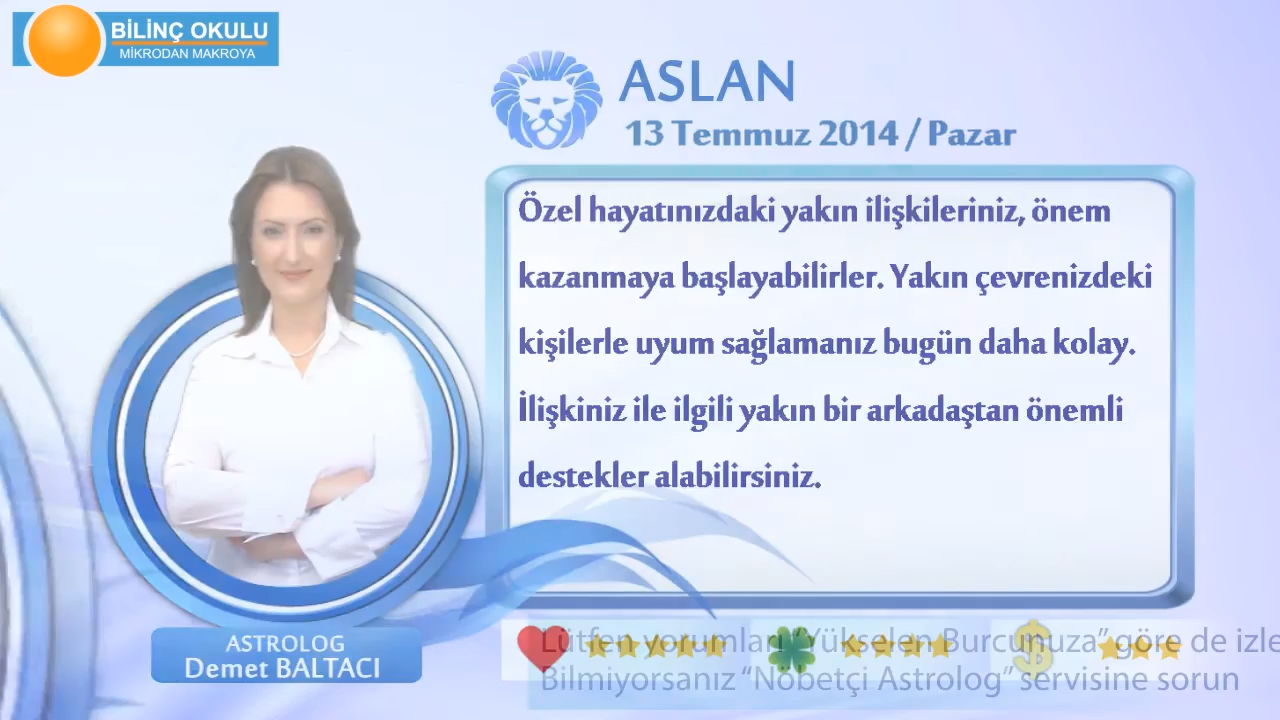 BİLİNÇ OKULU
MİKRODAN MAKROYA
ASLAN
13 Temmuz 2014 / Pazar
Özel hayatınızdaki yakın ilişkileriniz, önem
kazanmaya başlayabilirler. Yakın çevrenizdeki
kişilerle uyum sağlamanız bugün daha kolay.
İlişkiniz ile ilgili yakın bir arkadaştan önemli
destekler alabilirsiniz.
ASTROLOG
Demet BALTACI
Lütfen yorumları "Yükselen Burcunuza" göre de izle
Bilmiyorsanız "Nöbetçi Astrolog" servisine sorun